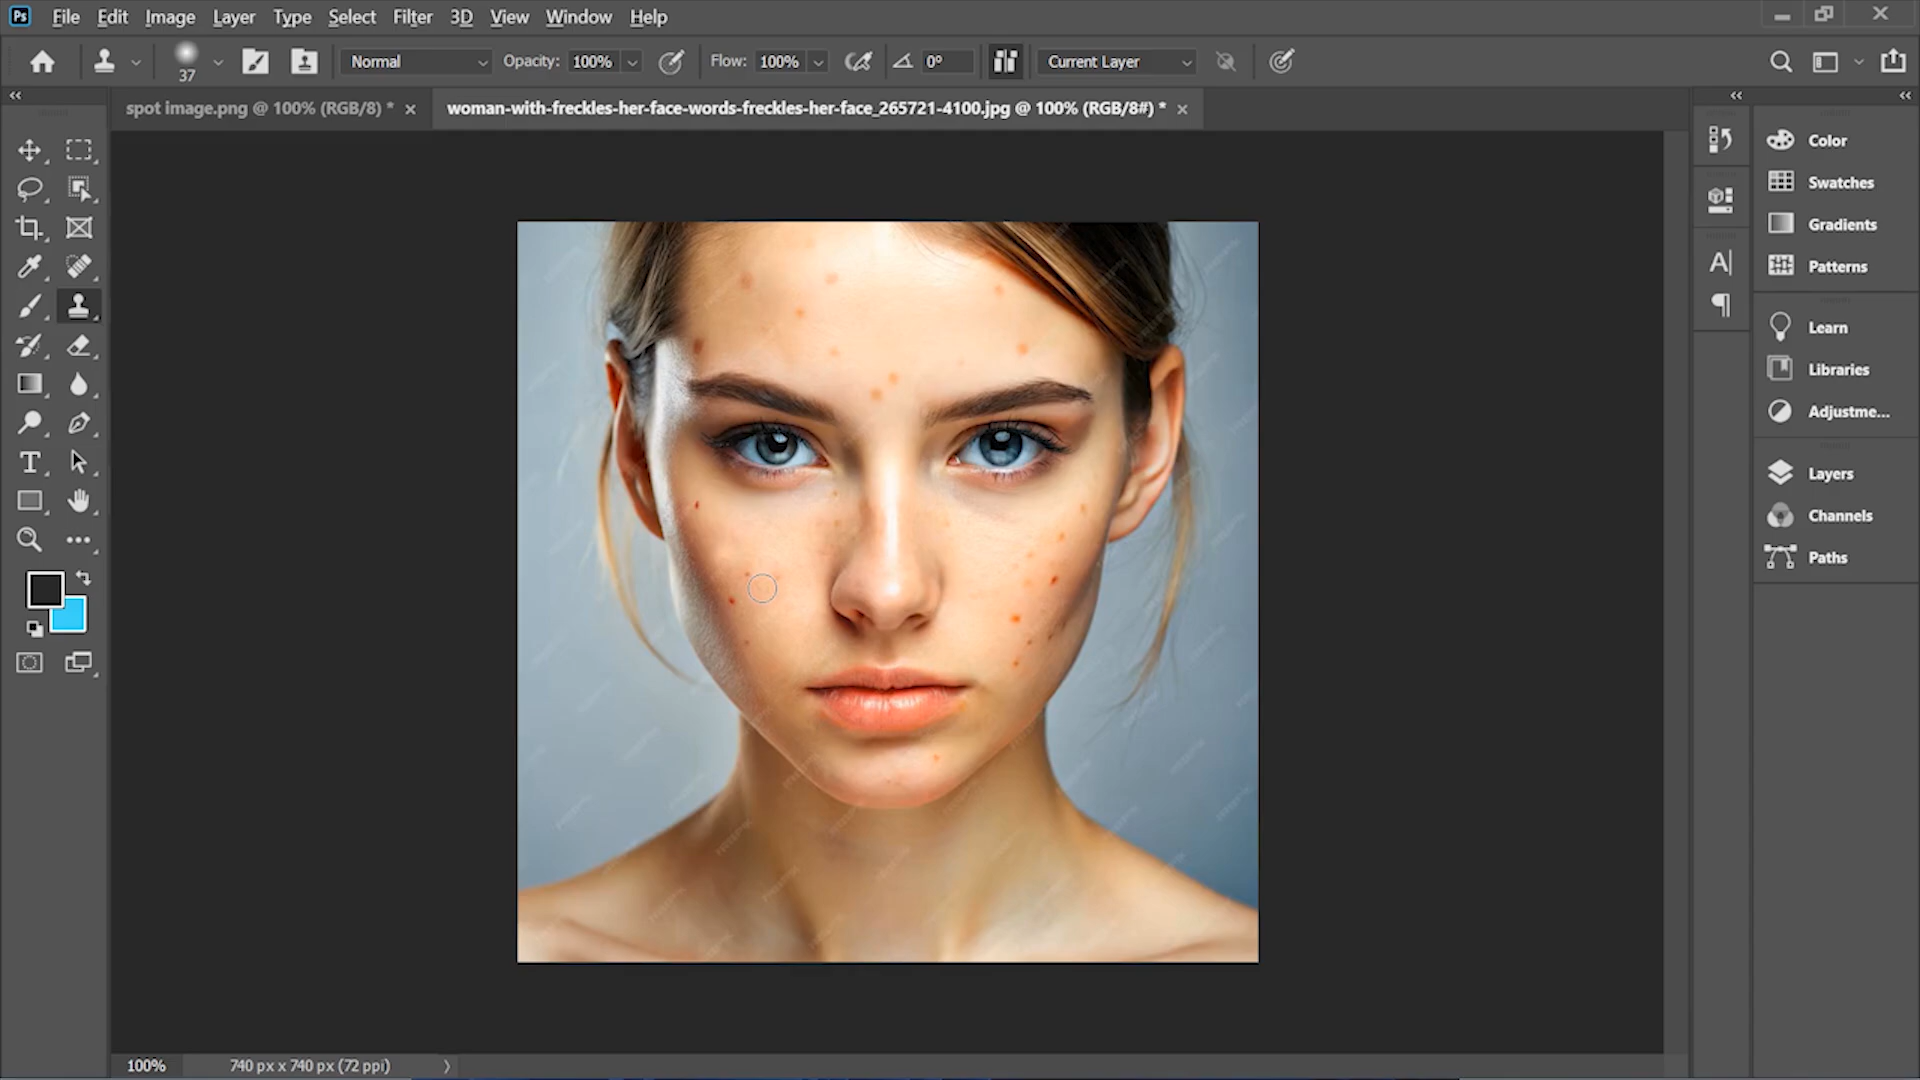 Ps File Edit Image Layer Type Select Filter 3D View Window Help
37 Normal Opacity: 100% Flow: 100% 0° Current Layer
spot image.png @ 100% (RGB/8) * × woman-with-freckles-her-face-words-freckles-her-face_265721-4100.jpg @ 100% (RGB/8#) * ×
Color
Swatches
Gradients
Patterns
Learn
Libraries
Adjustme...
Layers
Channels
Paths
100% 740 px x 740 px (72 ppi)